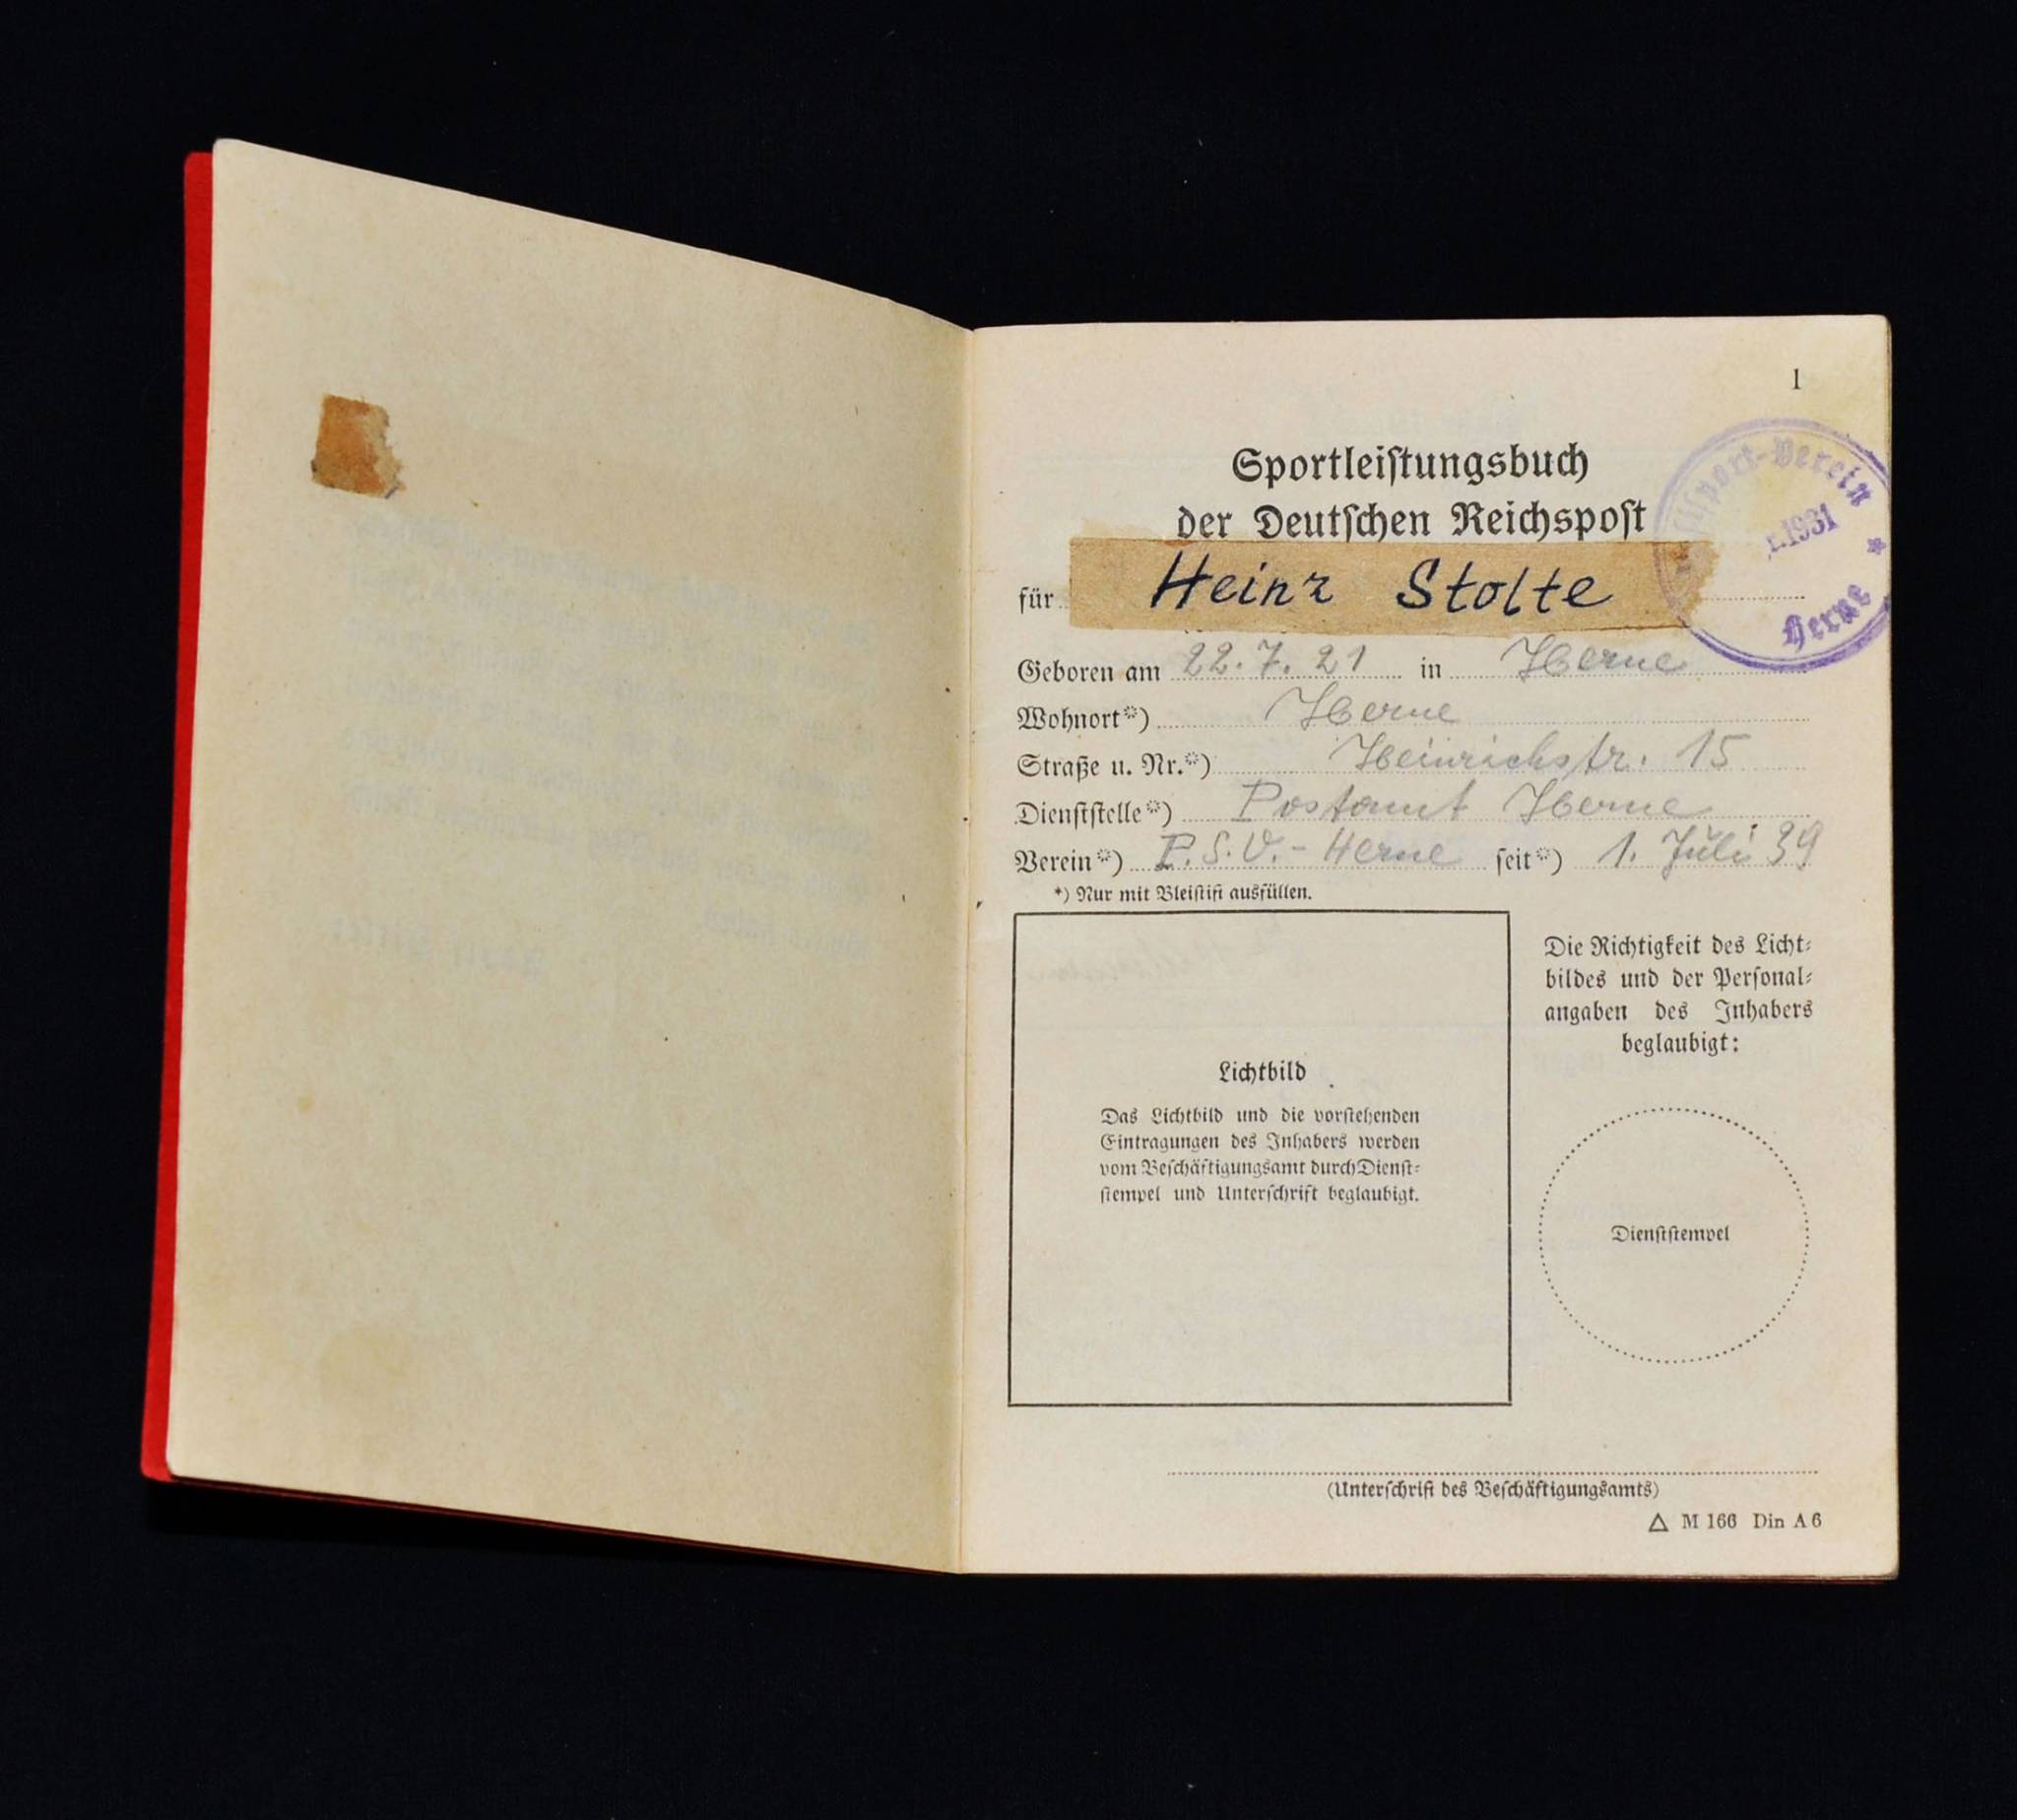 1
Sportleistungsbuch
der Deutschen Reichspost
für Heinz Stolte
Geboren am 22. 7. 21 in Herne
Wohnort*) Herne
Straße u. Nr.*) Heinrichstr. 15
Dienststelle*) Postamt Herne
Verein*) P.S.V.- Herne seit*) 1. Juli 39
*) Nur mit Bleistift ausfüllen.
Lichtbild
Das Lichtbild und die vorstehenden
Eintragungen des Inhabers werden
vom Beschäftigungsamt durch Dienst-
stempel und Unterschrift beglaubigt.
Die Richtigkeit des Licht-
bildes und der Personal-
angaben des Inhabers
beglaubigt:
Dienststempel
(Unterschrift des Beschäftigungsamts)
△ M 166 Din A 6
-Verein
1931
Herne